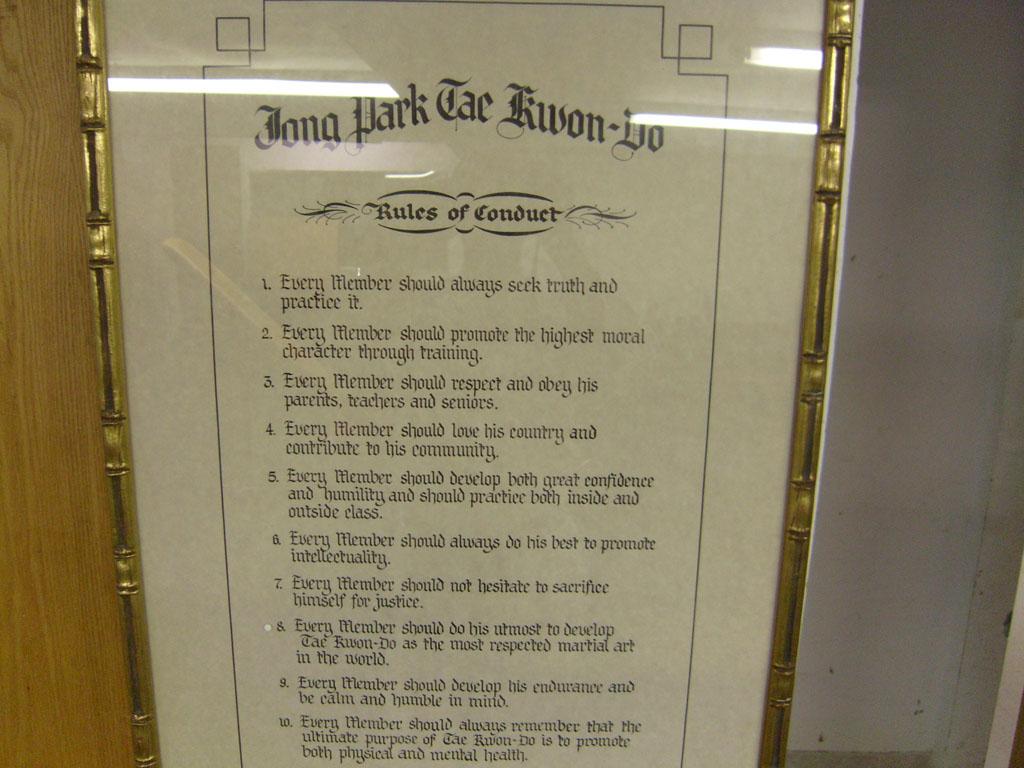 Jong Park Tae Kwon-Do
Rules of Conduct
1. Every Member should always seek truth and
practice it.
2. Every Member should promote the highest moral
character through training.
3. Every Member should respect and obey his
parents, teachers and seniors.
4. Every Member should love his country and
contribute to his community.
5. Every Member should develop both great confidence
and humility and should practice both inside and
outside class.
6. Every Member should always do his best to promote
intellectuality.
7. Every Member should not hesitate to sacrifice
himself for justice.
8. Every Member should do his utmost to develop
Tae Kwon-Do as the most respected martial art
in the world.
9. Every Member should develop his endurance and
be calm and humble in mind.
10. Every Member should always remember that the
ultimate purpose of Tae Kwon-Do is to promote
both physical and mental health.